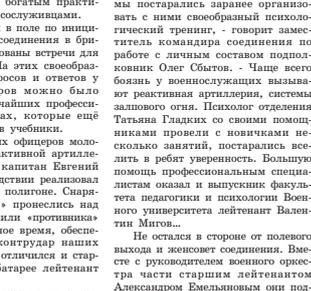 богатым практи-
сослуживцами.
в поле по иници-
соединения в бри-
ованы встречи для
На этих своеобраз-
росов и ответов у
ров можно было
чайших професси-
ах, которые ещё
в учебники.
их офицеров моло-
активной артилле-
капитан Евгений
дствии реализовал
полигоне. Снаря-
» пронеслись над
или «противника»
ное время, обеспе-
контрудар наших
отличился и стар-
батарее лейтенант
мы постарались заранее организо-
вать с ними своеобразный психоло-
гический тренинг, - говорит замес-
титель командира соединения по
работе с личным составом подпол-
ковник Олег Сбытов. - Чаще всего
боязнь у военнослужащих вызыва-
ют реактивная артиллерия, системы
залпового огня. Психолог отделения
Татьяна Гладких со своими помощ-
никами провели с новичками не-
сколько занятий, постарались все-
лить в ребят уверенность. Большую
помощь профессиональным специа-
листам оказал и выпускник факуль-
тета педагогики и психологии Воен-
ного университета лейтенант Вален-
тин Мигов...
Не остался в стороне от полевого
выхода и женсовет соединения. Вме-
сте с руководителем военного оркес-
тра части старшим лейтенантом
Александром Емельяновым они под-